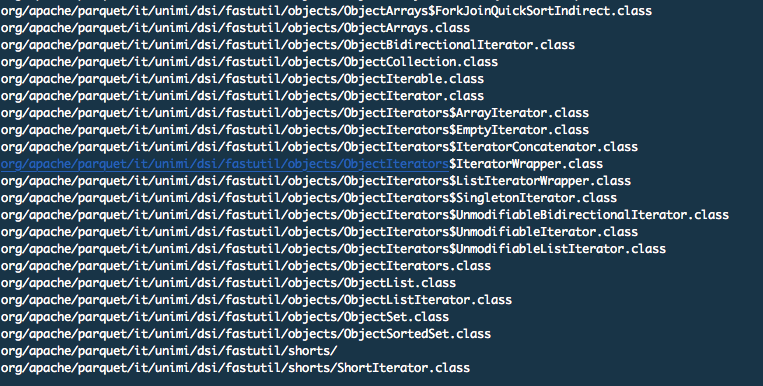 org/apache/parquet/it/unimi/dsi/fastutil/objects/ObjectArrays$ForkJoinQuickSortIndirect.class
org/apache/parquet/it/unimi/dsi/fastutil/objects/ObjectArrays.class
org/apache/parquet/it/unimi/dsi/fastutil/objects/ObjectBidirectionalIterator.class
org/apache/parquet/it/unimi/dsi/fastutil/objects/ObjectCollection.class
org/apache/parquet/it/unimi/dsi/fastutil/objects/ObjectIterable.class
org/apache/parquet/it/unimi/dsi/fastutil/objects/ObjectIterator.class
org/apache/parquet/it/unimi/dsi/fastutil/objects/ObjectIterators$ArrayIterator.class
org/apache/parquet/it/unimi/dsi/fastutil/objects/ObjectIterators$EmptyIterator.class
org/apache/parquet/it/unimi/dsi/fastutil/objects/ObjectIterators$IteratorConcatenator.class
org/apache/parquet/it/unimi/dsi/fastutil/objects/ObjectIterators$IteratorWrapper.class
org/apache/parquet/it/unimi/dsi/fastutil/objects/ObjectIterators$ListIteratorWrapper.class
org/apache/parquet/it/unimi/dsi/fastutil/objects/ObjectIterators$SingletonIterator.class
org/apache/parquet/it/unimi/dsi/fastutil/objects/ObjectIterators$UnmodifiableBidirectionalIterator.class
org/apache/parquet/it/unimi/dsi/fastutil/objects/ObjectIterators$UnmodifiableIterator.class
org/apache/parquet/it/unimi/dsi/fastutil/objects/ObjectIterators$UnmodifiableListIterator.class
org/apache/parquet/it/unimi/dsi/fastutil/objects/ObjectIterators.class
org/apache/parquet/it/unimi/dsi/fastutil/objects/ObjectList.class
org/apache/parquet/it/unimi/dsi/fastutil/objects/ObjectListIterator.class
org/apache/parquet/it/unimi/dsi/fastutil/objects/ObjectSet.class
org/apache/parquet/it/unimi/dsi/fastutil/objects/ObjectSortedSet.class
org/apache/parquet/it/unimi/dsi/fastutil/shorts/
org/apache/parquet/it/unimi/dsi/fastutil/shorts/ShortIterator.class